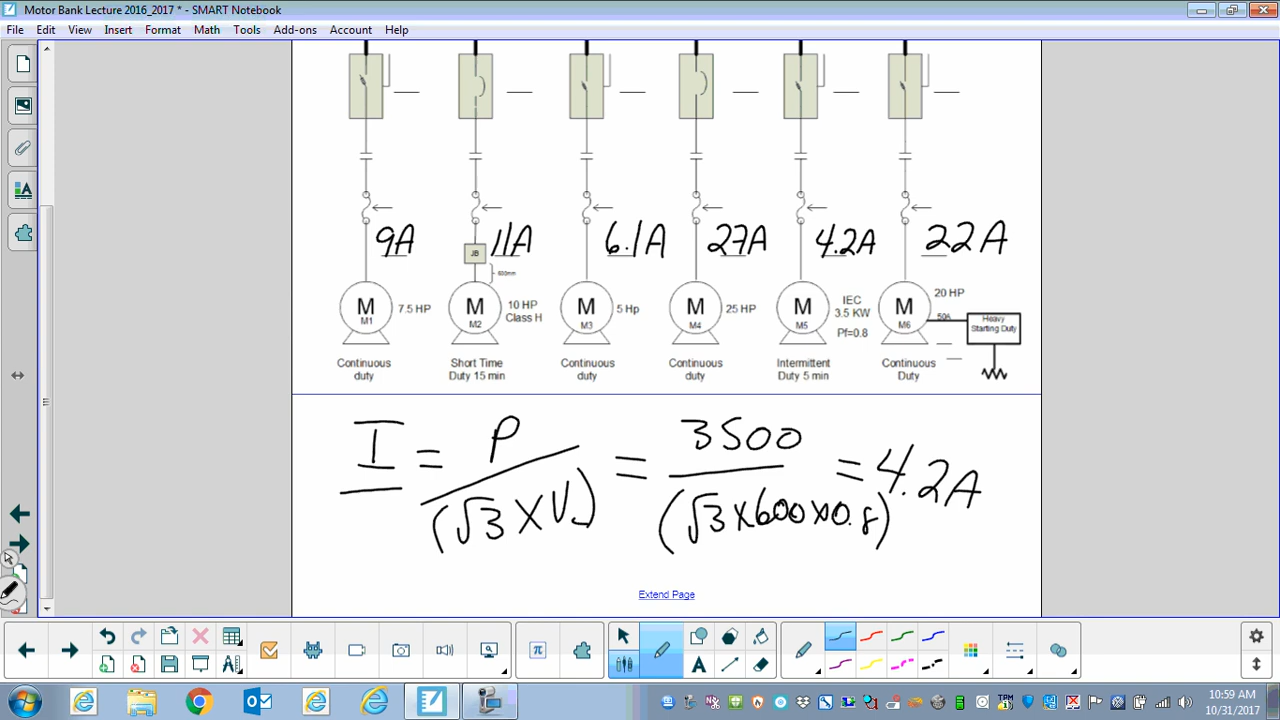 Motor Bank Lecture 2016_2017 * - SMART Notebook
File Edit View Insert Format Math Tools Add-ons Account Help
9A 11A 6.1A 27A 4.2A 22A
JB
M M1 7.5 HP
Continuous
duty
M M2 10 HP
Class H
Short Time
Duty 15 min
M M3 5 Hp
Continuous
duty
M M4 25 HP
Continuous
duty
M M5 IEC
3.5 KW
Pf=0.8
Intermittent
Duty 5 min
M M6 20 HP
50A
Heavy
Starting Duty
Continuous
Duty
I = P / (√3 X V) = 3500 / (√3 X 600 X 0.8) = 4.2A
Extend Page
10:59 AM
10/31/2017